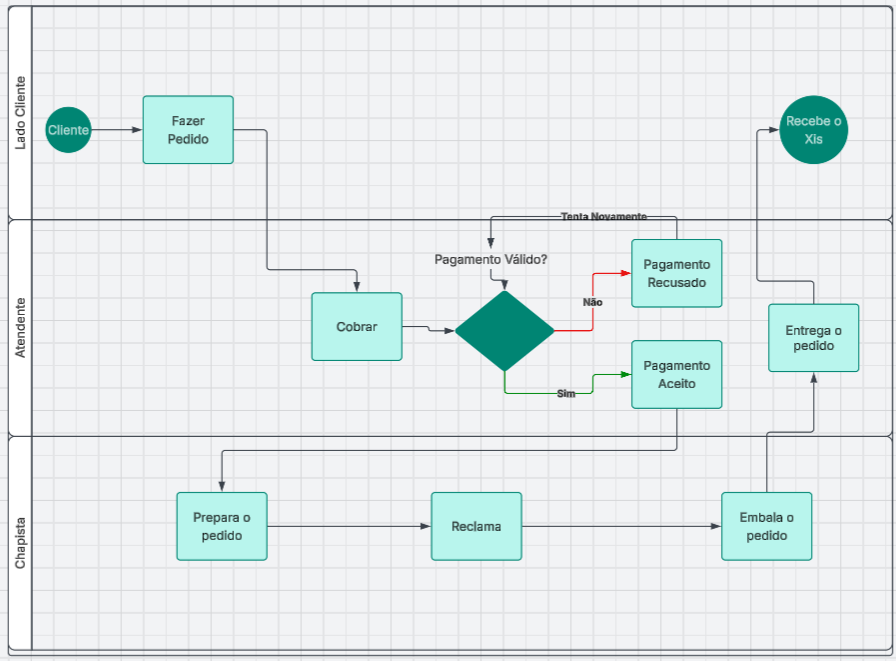 Lado Cliente
Cliente
Fazer
Pedido
Recebe o
Xis
Atendente
Tenta Novamente
Pagamento Válido?
Pagamento
Recusado
Não
Cobrar
Entrega o
pedido
Pagamento
Aceito
Sim
Chapista
Prepara o
pedido
Reclama
Embala o
pedido